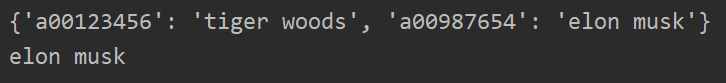 {'a00123456': 'tiger woods', 'a00987654': 'elon musk'}
elon musk